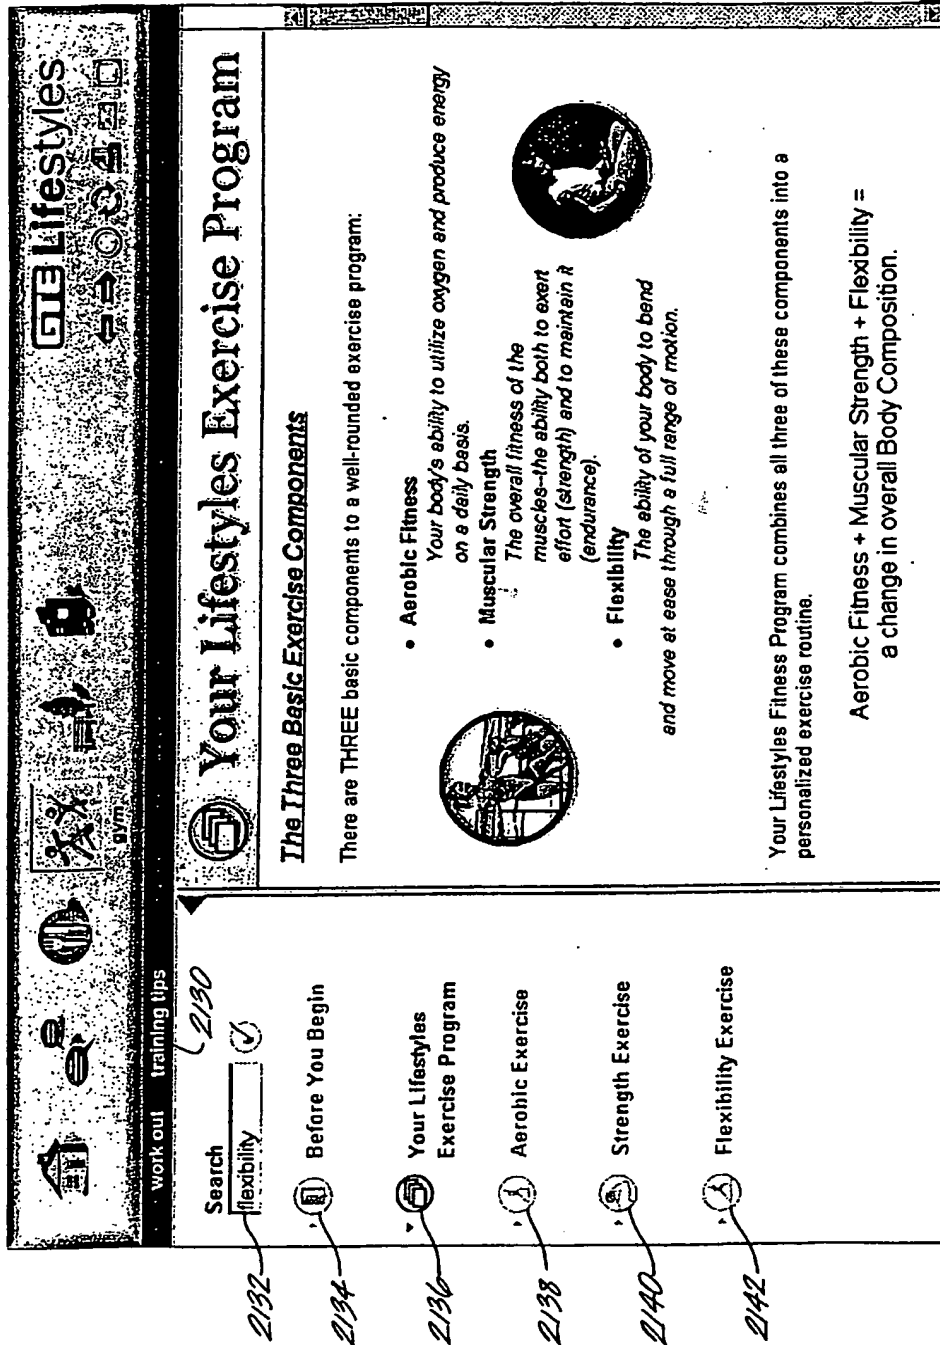 GTE Lifestyles
gym
work out training tips
2130
Search
flexibility
Before You Begin
Your Lifestyles
Exercise Program
Aerobic Exercise
Strength Exercise
Flexibility Exercise
2132
2134
2136
2138
2140
2142
Your Lifestyles Exercise Program
The Three Basic Exercise Components
There are THREE basic components to a well-rounded exercise program:
• Aerobic Fitness
Your body's ability to utilize oxygen and produce energy
on a daily basis.
• Muscular Strength
The overall fitness of the
muscles--the ability both to exert
effort (strength) and to maintain it
(endurance).
• Flexibility
The ability of your body to bend
and move at ease through a full range of motion.
Your Lifestyles Fitness Program combines all three of these components into a
personalized exercise routine.
Aerobic Fitness + Muscular Strength + Flexibility =
a change in overall Body Composition.